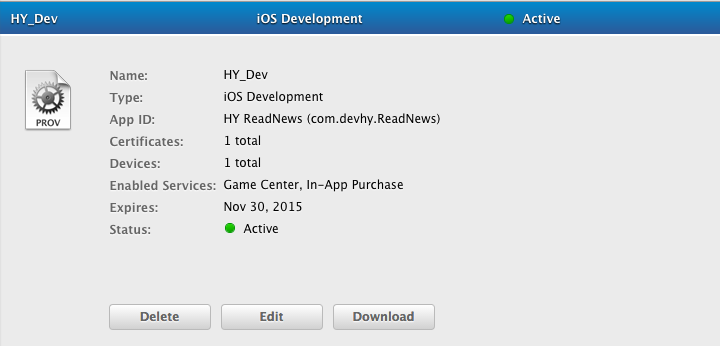 HY_Dev iOS Development Active
PROV
Name: HY_Dev
Type: iOS Development
App ID: HY ReadNews (com.devhy.ReadNews)
Certificates: 1 total
Devices: 1 total
Enabled Services: Game Center, In-App Purchase
Expires: Nov 30, 2015
Status: Active
Delete Edit Download